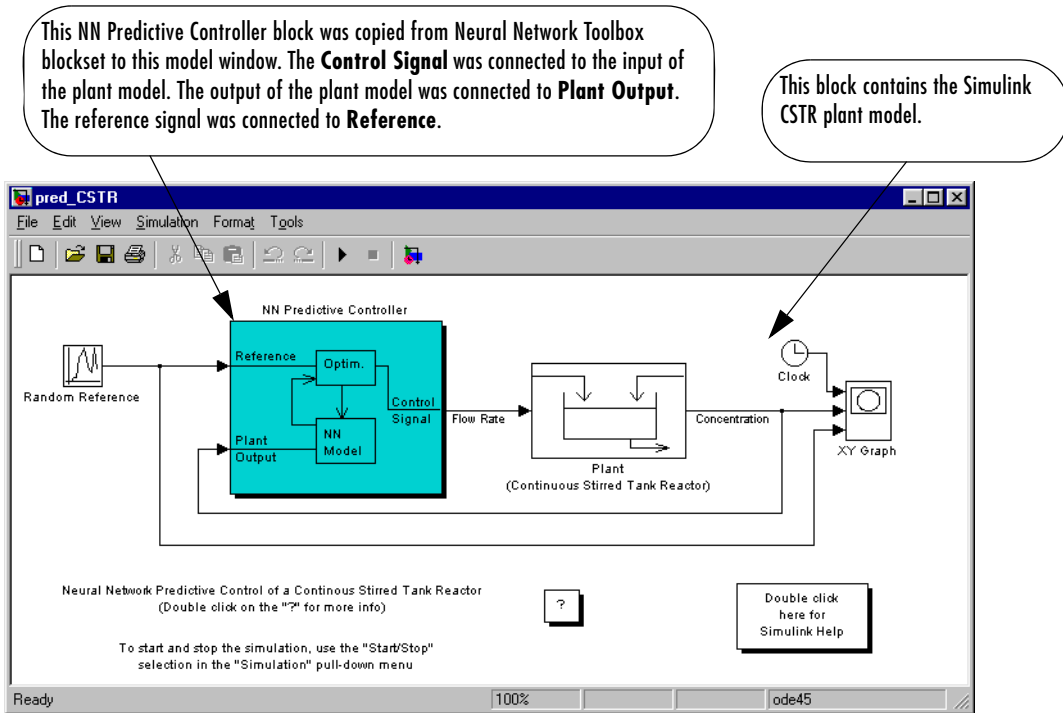 This NN Predictive Controller block was copied from Neural Network Toolbox
blockset to this model window. The Control Signal was connected to the input of
the plant model. The output of the plant model was connected to Plant Output.
The reference signal was connected to Reference.
This block contains the Simulink
CSTR plant model.
pred_CSTR
File Edit View Simulation Format Tools
NN Predictive Controller
Reference
Optim.
Control
Signal
NN
Model
Plant
Output
Random Reference
Flow Rate
Plant
(Continuous Stirred Tank Reactor)
Concentration
Clock
XY Graph
Neural Network Predictive Control of a Continous Stirred Tank Reactor
(Double click on the "?" for more info)
?
Double click
here for
Simulink Help
To start and stop the simulation, use the "Start/Stop"
selection in the "Simulation" pull-down menu
Ready
100%
ode45